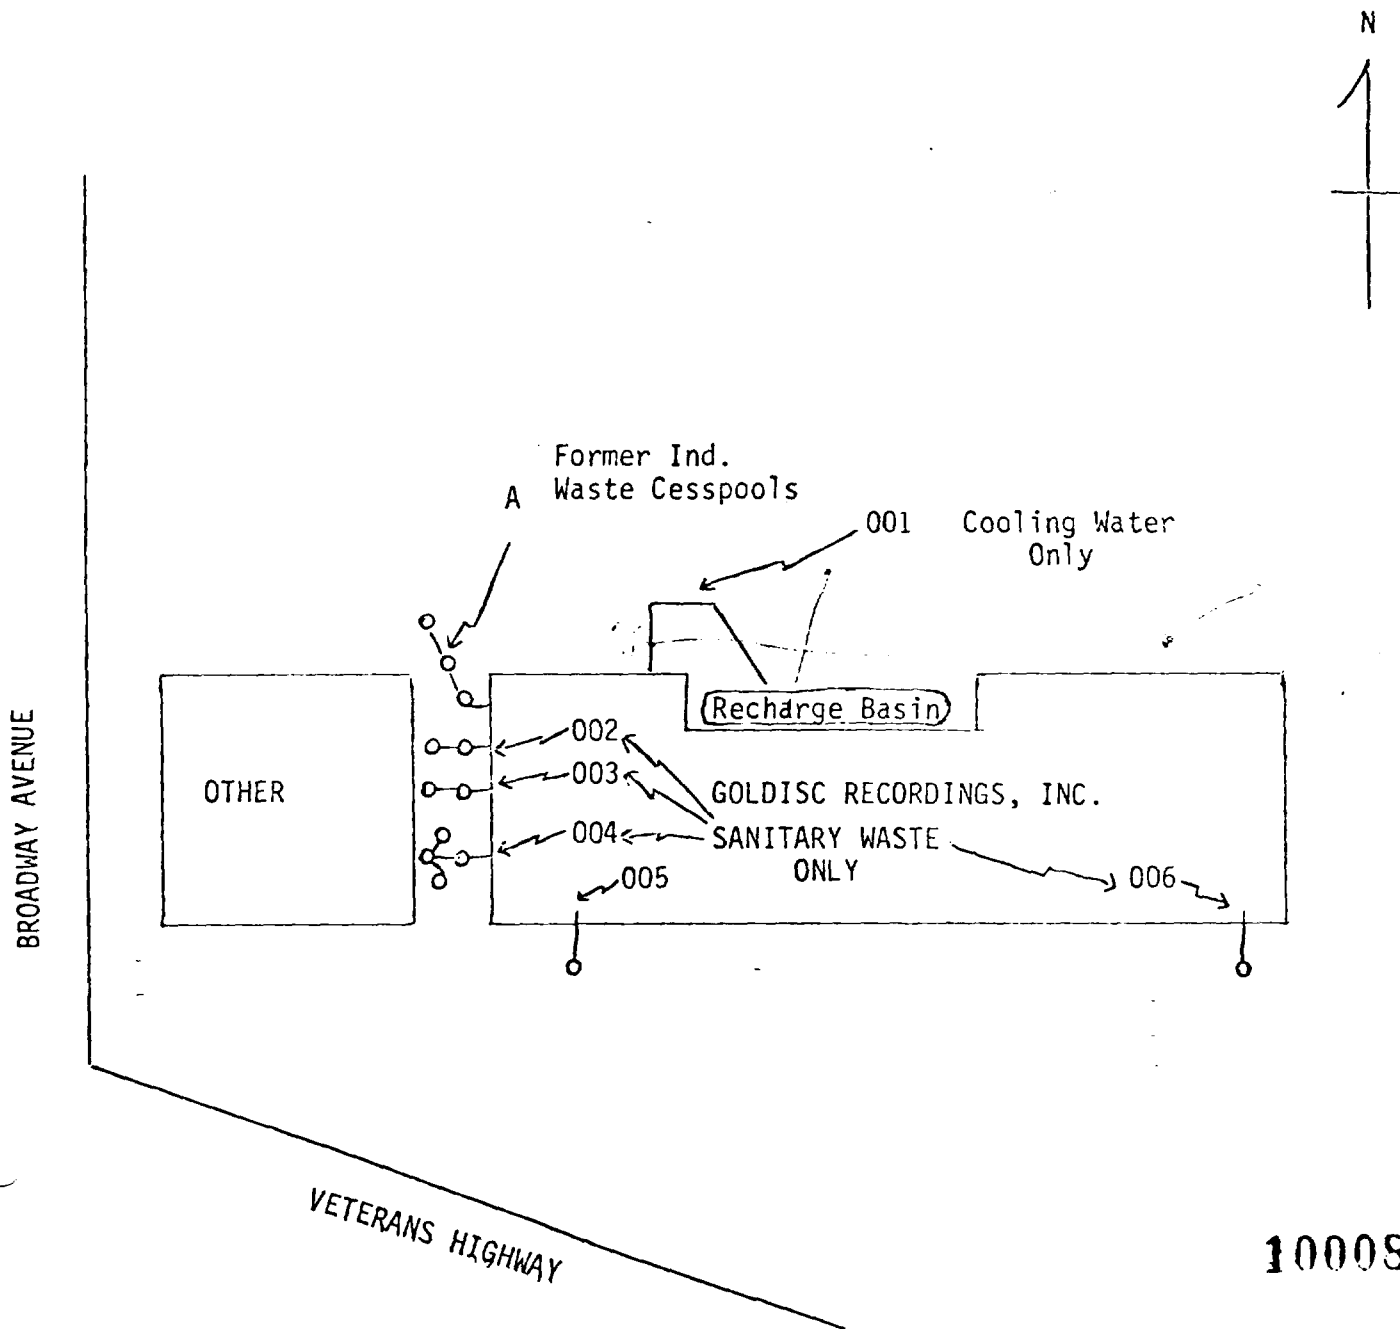 N
Former Ind.
A Waste Cesspools
001 Cooling Water
Only
Recharge Basin
002
003
OTHER
GOLDISC RECORDINGS, INC.
004 SANITARY WASTE
ONLY
005
006
BROADWAY AVENUE
VETERANS HIGHWAY